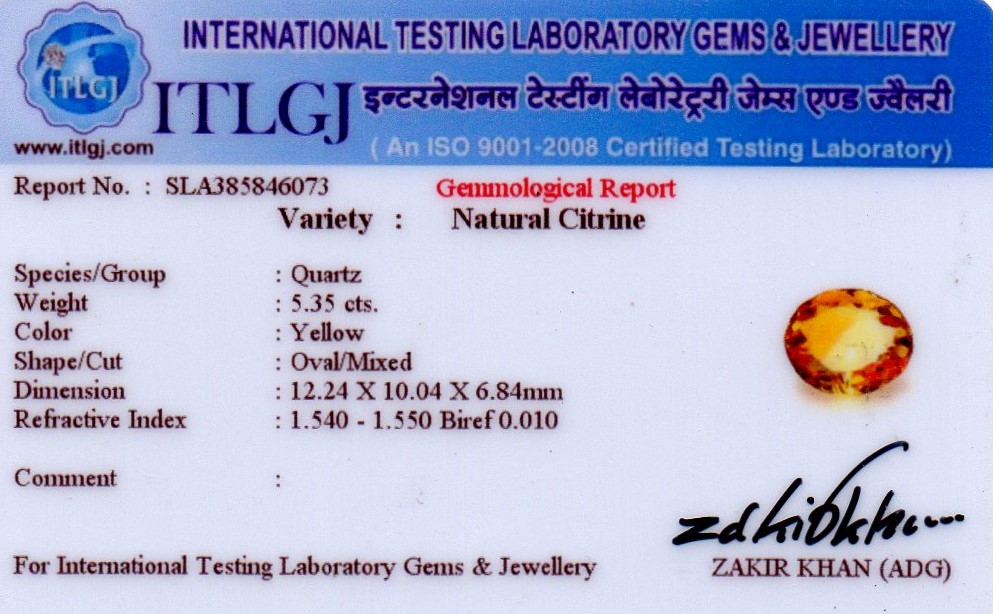 INTERNATIONAL TESTING LABORATORY GEMS & JEWELLERY
ITLGJ
ITLGJ इन्टरनेशनल टेस्टींग लेबोरेट्ररी जेम्स एण्ड ज्वैलरी
www.itlgj.com
( An ISO 9001-2008 Certified Testing Laboratory)
Report No. : SLA385846073
Gemmological Report
Variety : Natural Citrine
Species/Group : Quartz
Weight : 5.35 cts.
Color : Yellow
Shape/Cut : Oval/Mixed
Dimension : 12.24 X 10.04 X 6.84mm
Refractive Index : 1.540 - 1.550 Biref 0.010
Comment :
For International Testing Laboratory Gems & Jewellery
ZAKIR KHAN (ADG)